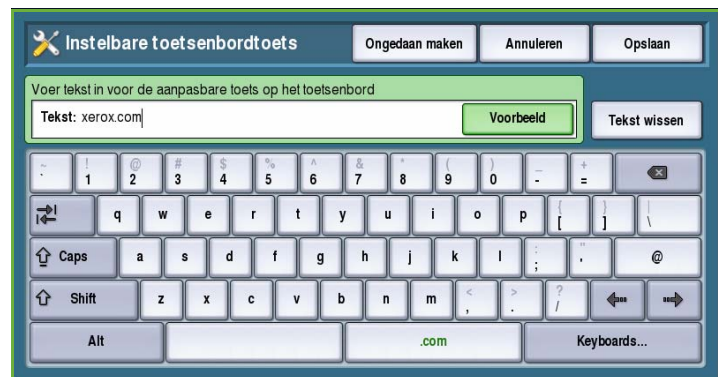 Instelbare toetsenbordtoets Ongedaan maken Annuleren Opslaan
Voer tekst in voor de aanpasbare toets op het toetsenbord
Tekst: xerox.com Voorbeeld Tekst wissen
~ ` ! 1 @ 2 # 3 $ 4 % 5 ^ 6 & 7 * 8 ( 9 ) 0 _ - + =
q w e r t y u i o p { [ } ] | \
Caps a s d f g h j k l : ; " ' @
Shift z x c v b n m < , > . ? /
Alt .com Keyboards...